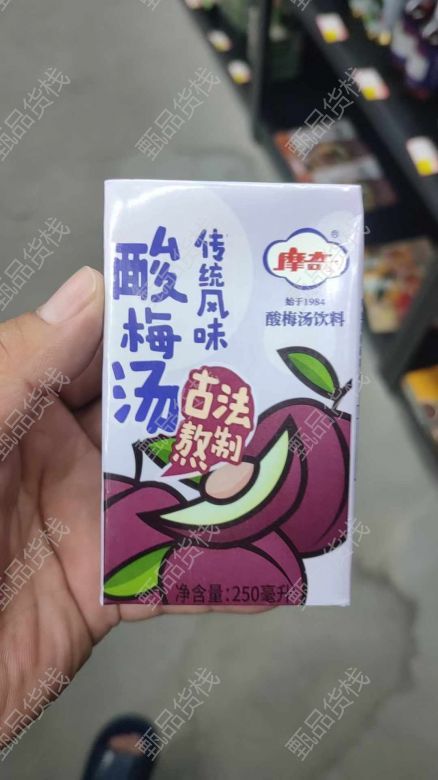 酸梅汤
传统风味
古法
熬制
摩奇
®
始于1984
酸梅汤饮料
净含量:250毫升
甄品货栈